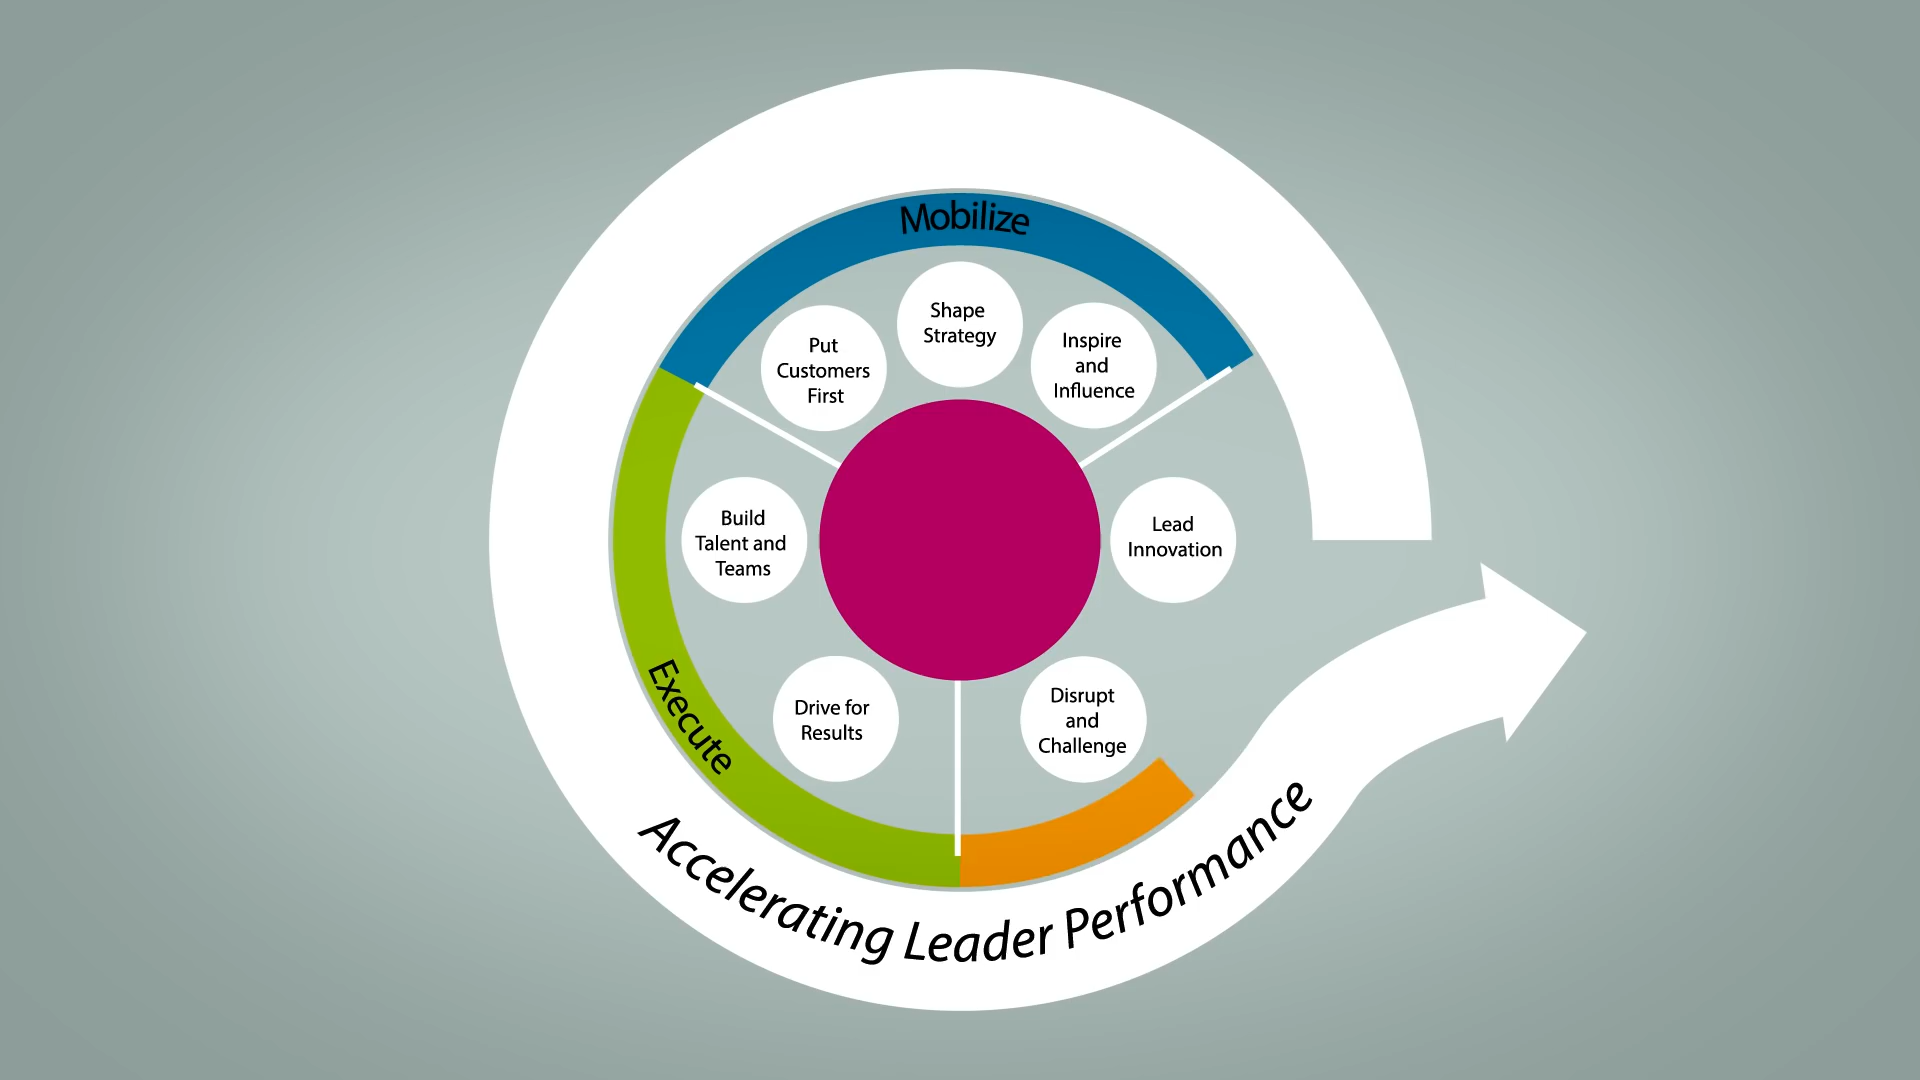 Mobilize
Shape
Strategy
Put
Customers
First
Inspire
and
Influence
Build
Talent and
Teams
Lead
Innovation
Drive for
Results
Disrupt
and
Challenge
Execute
Accelerating Leader Performance